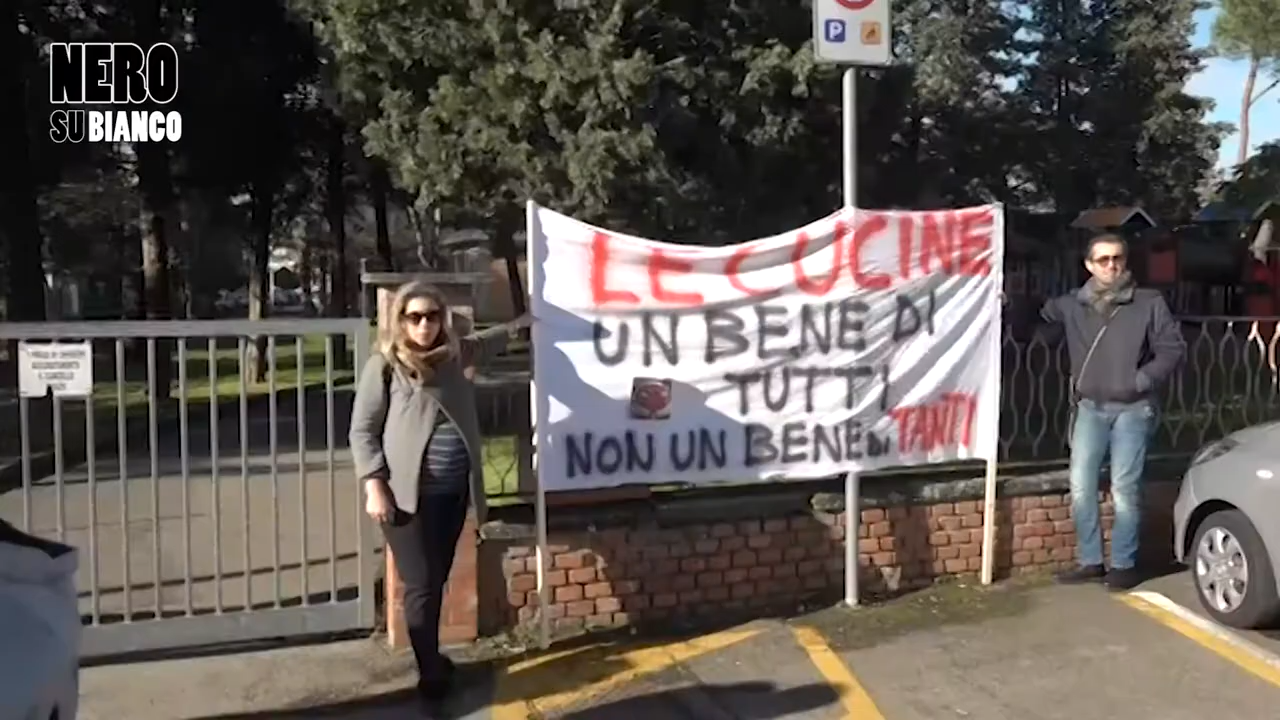 NERO
SU BIANCO
P
LE CUCINE
UN BENE DI
TUTTI
NON UN BENE DI TANTI